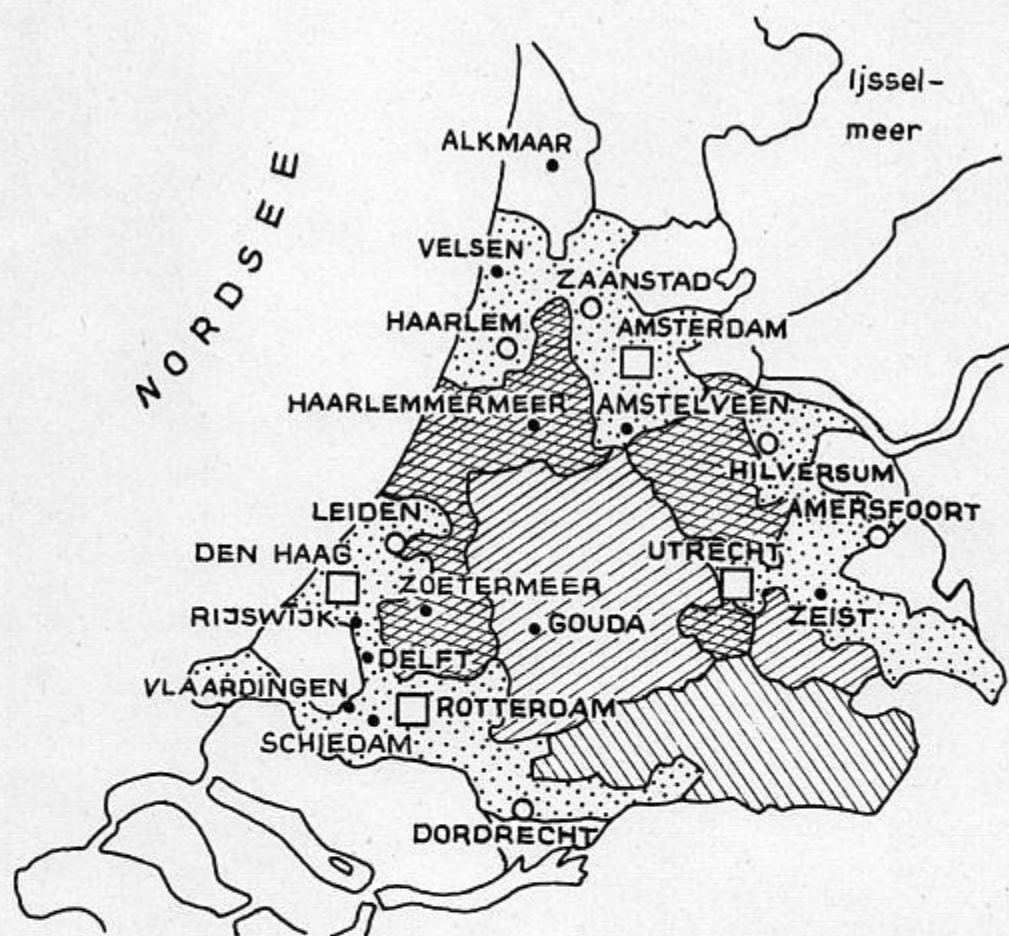 Ijssel-
meer
ALKMAAR
NORDSEE
VELSEN
ZAANSTAD
HAARLEM
AMSTERDAM
HAARLEMMERMEER
AMSTELVEEN
HILVERSUM
LEIDEN
AMERSFOORT
DEN HAAG
UTRECHT
ZOETERMEER
RIJSWIJK
GOUDA
ZEIST
DELFT
VLAARDINGEN
ROTTERDAM
SCHIEDAM
DORDRECHT